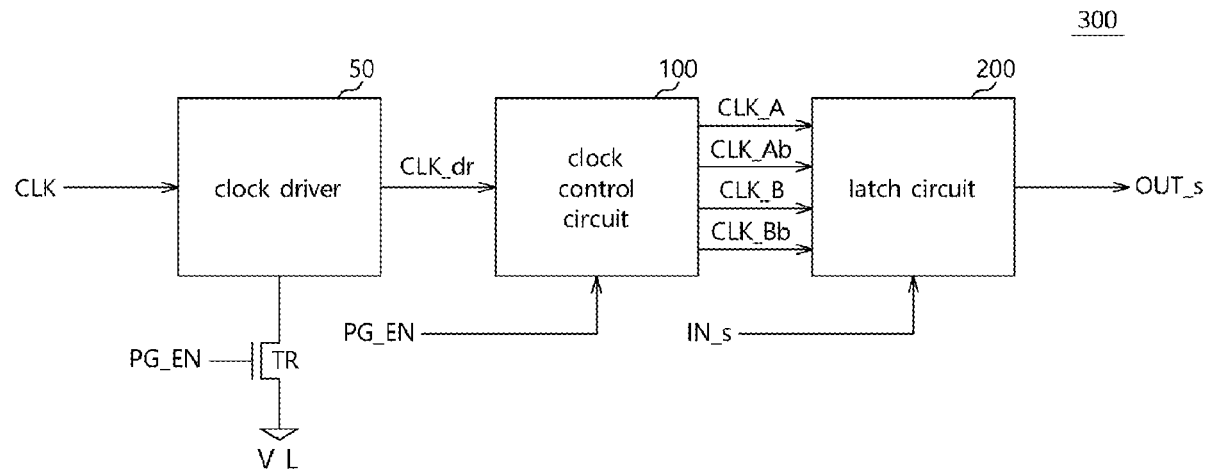 300
50
100
200
CLK
clock driver
CLK_dr
clock
control
circuit
CLK_A
CLK_Ab
CLK_B
CLK_Bb
latch circuit
OUT_s
PG_EN
TR
PG_EN
IN_s
V_L